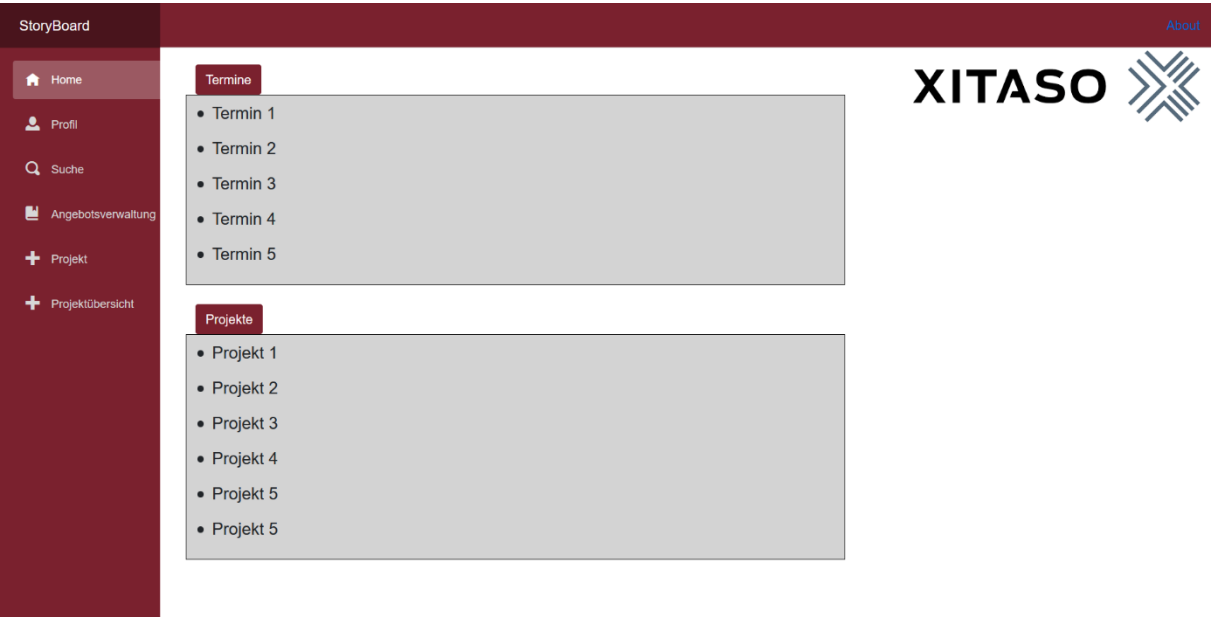 StoryBoard
About
Home
Profil
Suche
Angebotsverwaltung
Projekt
Projektübersicht
XITASO
Termine
Termin 1
Termin 2
Termin 3
Termin 4
Termin 5
Projekte
Projekt 1
Projekt 2
Projekt 3
Projekt 4
Projekt 5
Projekt 5